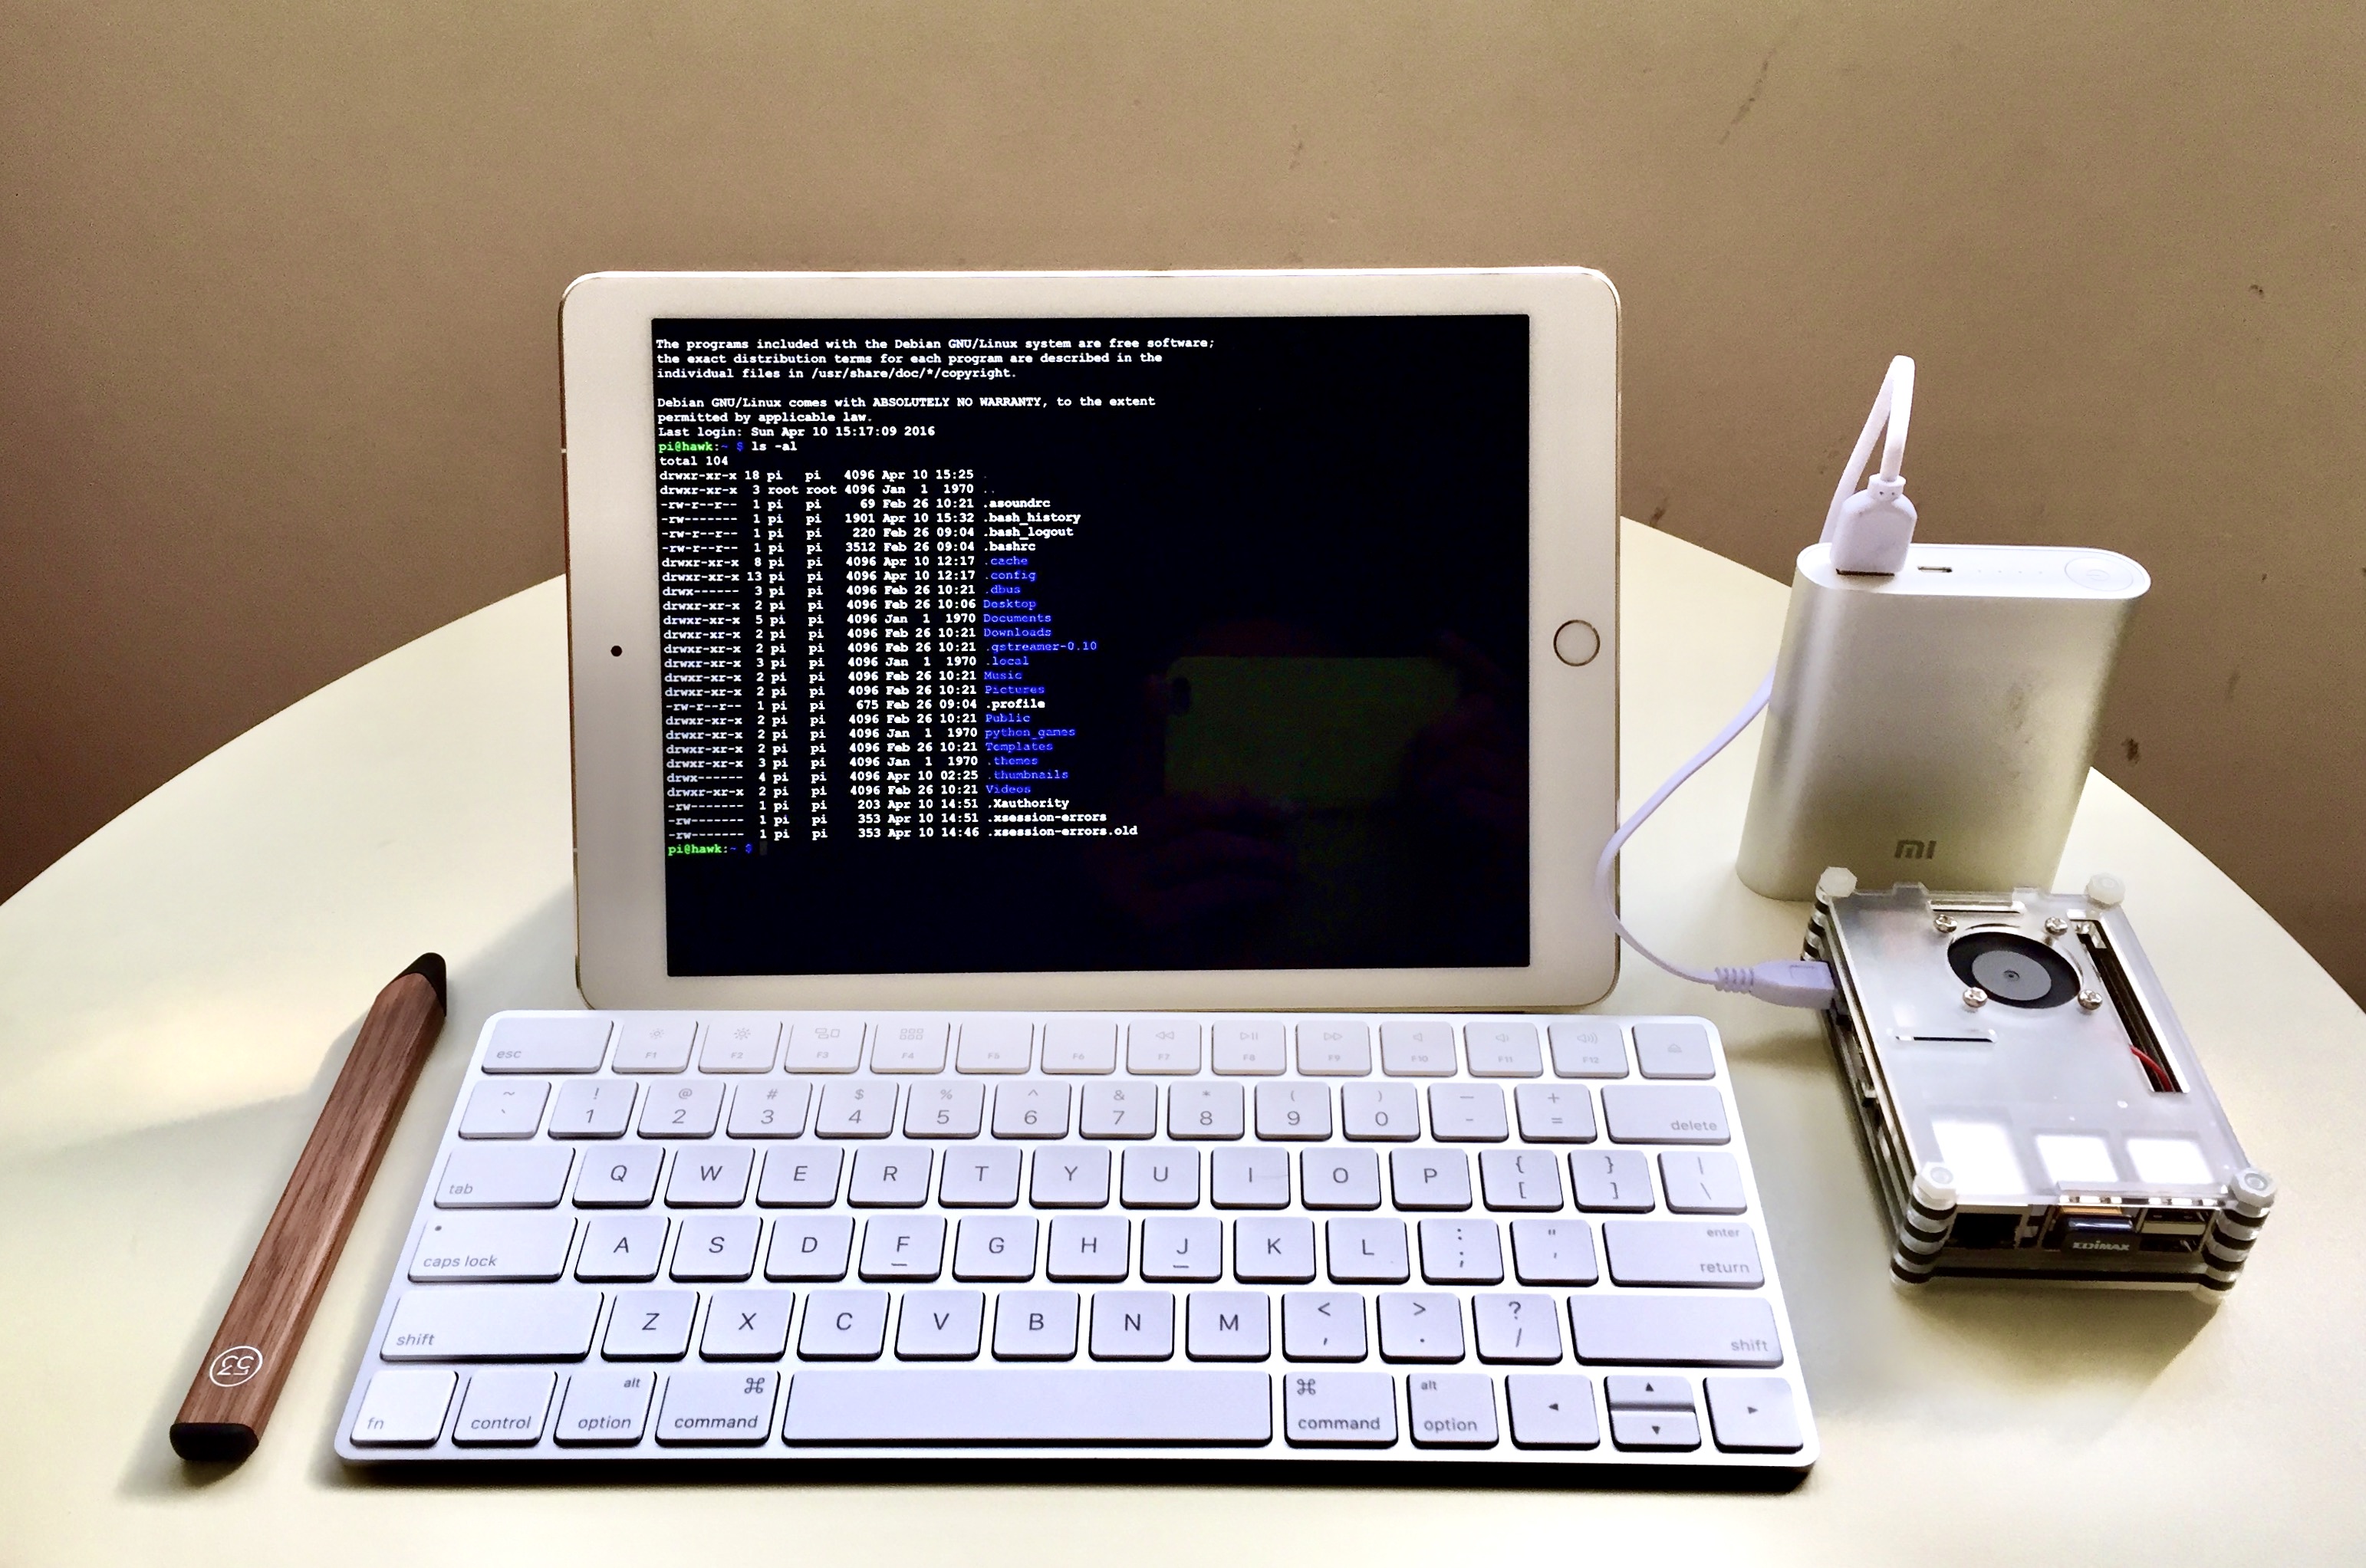 The programs included with the Debian GNU/Linux system are free software;
the exact distribution terms for each program are described in the
individual files in /usr/share/doc/*/copyright.
Debian GNU/Linux comes with ABSOLUTELY NO WARRANTY, to the extent
permitted by applicable law.
Last login: Sun Apr 10 15:17:09 2016
pi@hawk:~ $ ls -al
total 104
drwxr-xr-x 18 pi pi 4096 Apr 10 15:25 .
drwxr-xr-x 3 root root 4096 Jan 1 1970 ..
-rw-r--r-- 1 pi pi 69 Feb 26 10:21 .asoundrc
-rw------- 1 pi pi 1901 Apr 10 15:32 .bash_history
-rw-r--r-- 1 pi pi 220 Feb 26 09:04 .bash_logout
-rw-r--r-- 1 pi pi 3512 Feb 26 09:04 .bashrc
drwxr-xr-x 8 pi pi 4096 Apr 10 12:17 .cache
drwxr-xr-x 13 pi pi 4096 Apr 10 12:17 .config
drwx------ 3 pi pi 4096 Feb 26 10:21 .dbus
drwxr-xr-x 2 pi pi 4096 Feb 26 10:06 Desktop
drwxr-xr-x 5 pi pi 4096 Jan 1 1970 Documents
drwxr-xr-x 2 pi pi 4096 Feb 26 10:21 Downloads
drwxr-xr-x 2 pi pi 4096 Feb 26 10:21 .gstreamer-0.10
drwxr-xr-x 3 pi pi 4096 Jan 1 1970 .local
drwxr-xr-x 2 pi pi 4096 Feb 26 10:21 Music
drwxr-xr-x 2 pi pi 4096 Feb 26 10:21 Pictures
-rw-r--r-- 1 pi pi 675 Feb 26 09:04 .profile
drwxr-xr-x 2 pi pi 4096 Feb 26 10:21 Public
drwxr-xr-x 2 pi pi 4096 Jan 1 1970 python_games
drwxr-xr-x 2 pi pi 4096 Feb 26 10:21 Templates
drwxr-xr-x 3 pi pi 4096 Jan 1 1970 .themes
drwx------ 4 pi pi 4096 Apr 10 02:25 .thumbnails
drwxr-xr-x 2 pi pi 4096 Feb 26 10:21 Videos
-rw------- 1 pi pi 203 Apr 10 14:51 .Xauthority
-rw------- 1 pi pi 353 Apr 10 14:51 .xsession-errors
-rw------- 1 pi pi 353 Apr 10 14:46 .xsession-errors.old
pi@hawk:~ $
mi
EDIMAX
53
esc F1 F2 F3 F4 F5 F6 F7 F8 F9 F10 F11 F12
~ ! @ # $ % ^ & * ( ) — +
` 1 2 3 4 5 6 7 8 9 0 - = delete
tab Q W E R T Y U I O P { [ } ] | \
caps lock A S D F G H J K L : ; " ' enter return
shift Z X C V B N M < , > . ? / shift
fn control alt option ⌘ command ⌘ command alt option ◀ ▲ ▼ ▶